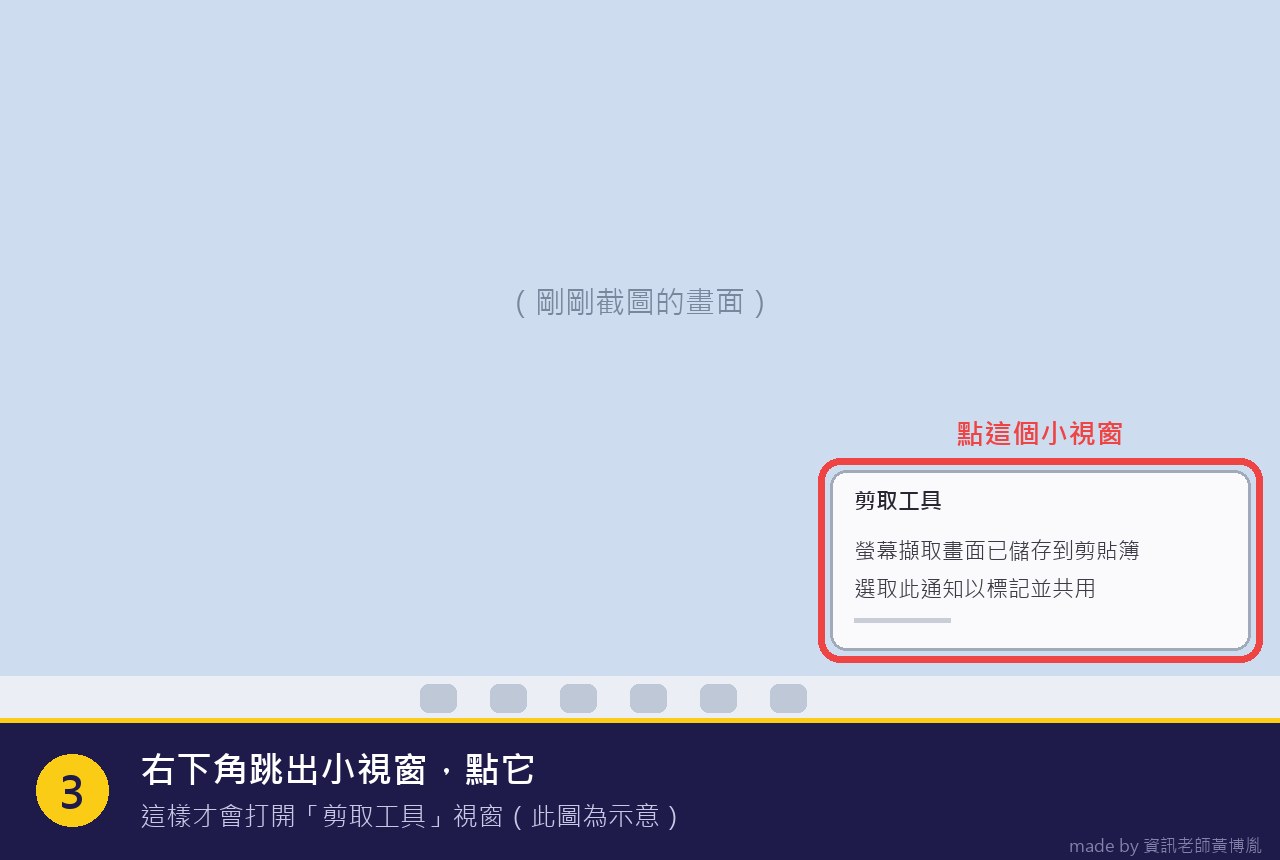 （剛剛截圖的畫面）
點這個小視窗
剪取工具
螢幕擷取畫面已儲存到剪貼簿
選取此通知以標記並共用
3
右下角跳出小視窗，點它
這樣才會打開「剪取工具」視窗（此圖為示意）
made by 資訊老師黃博胤